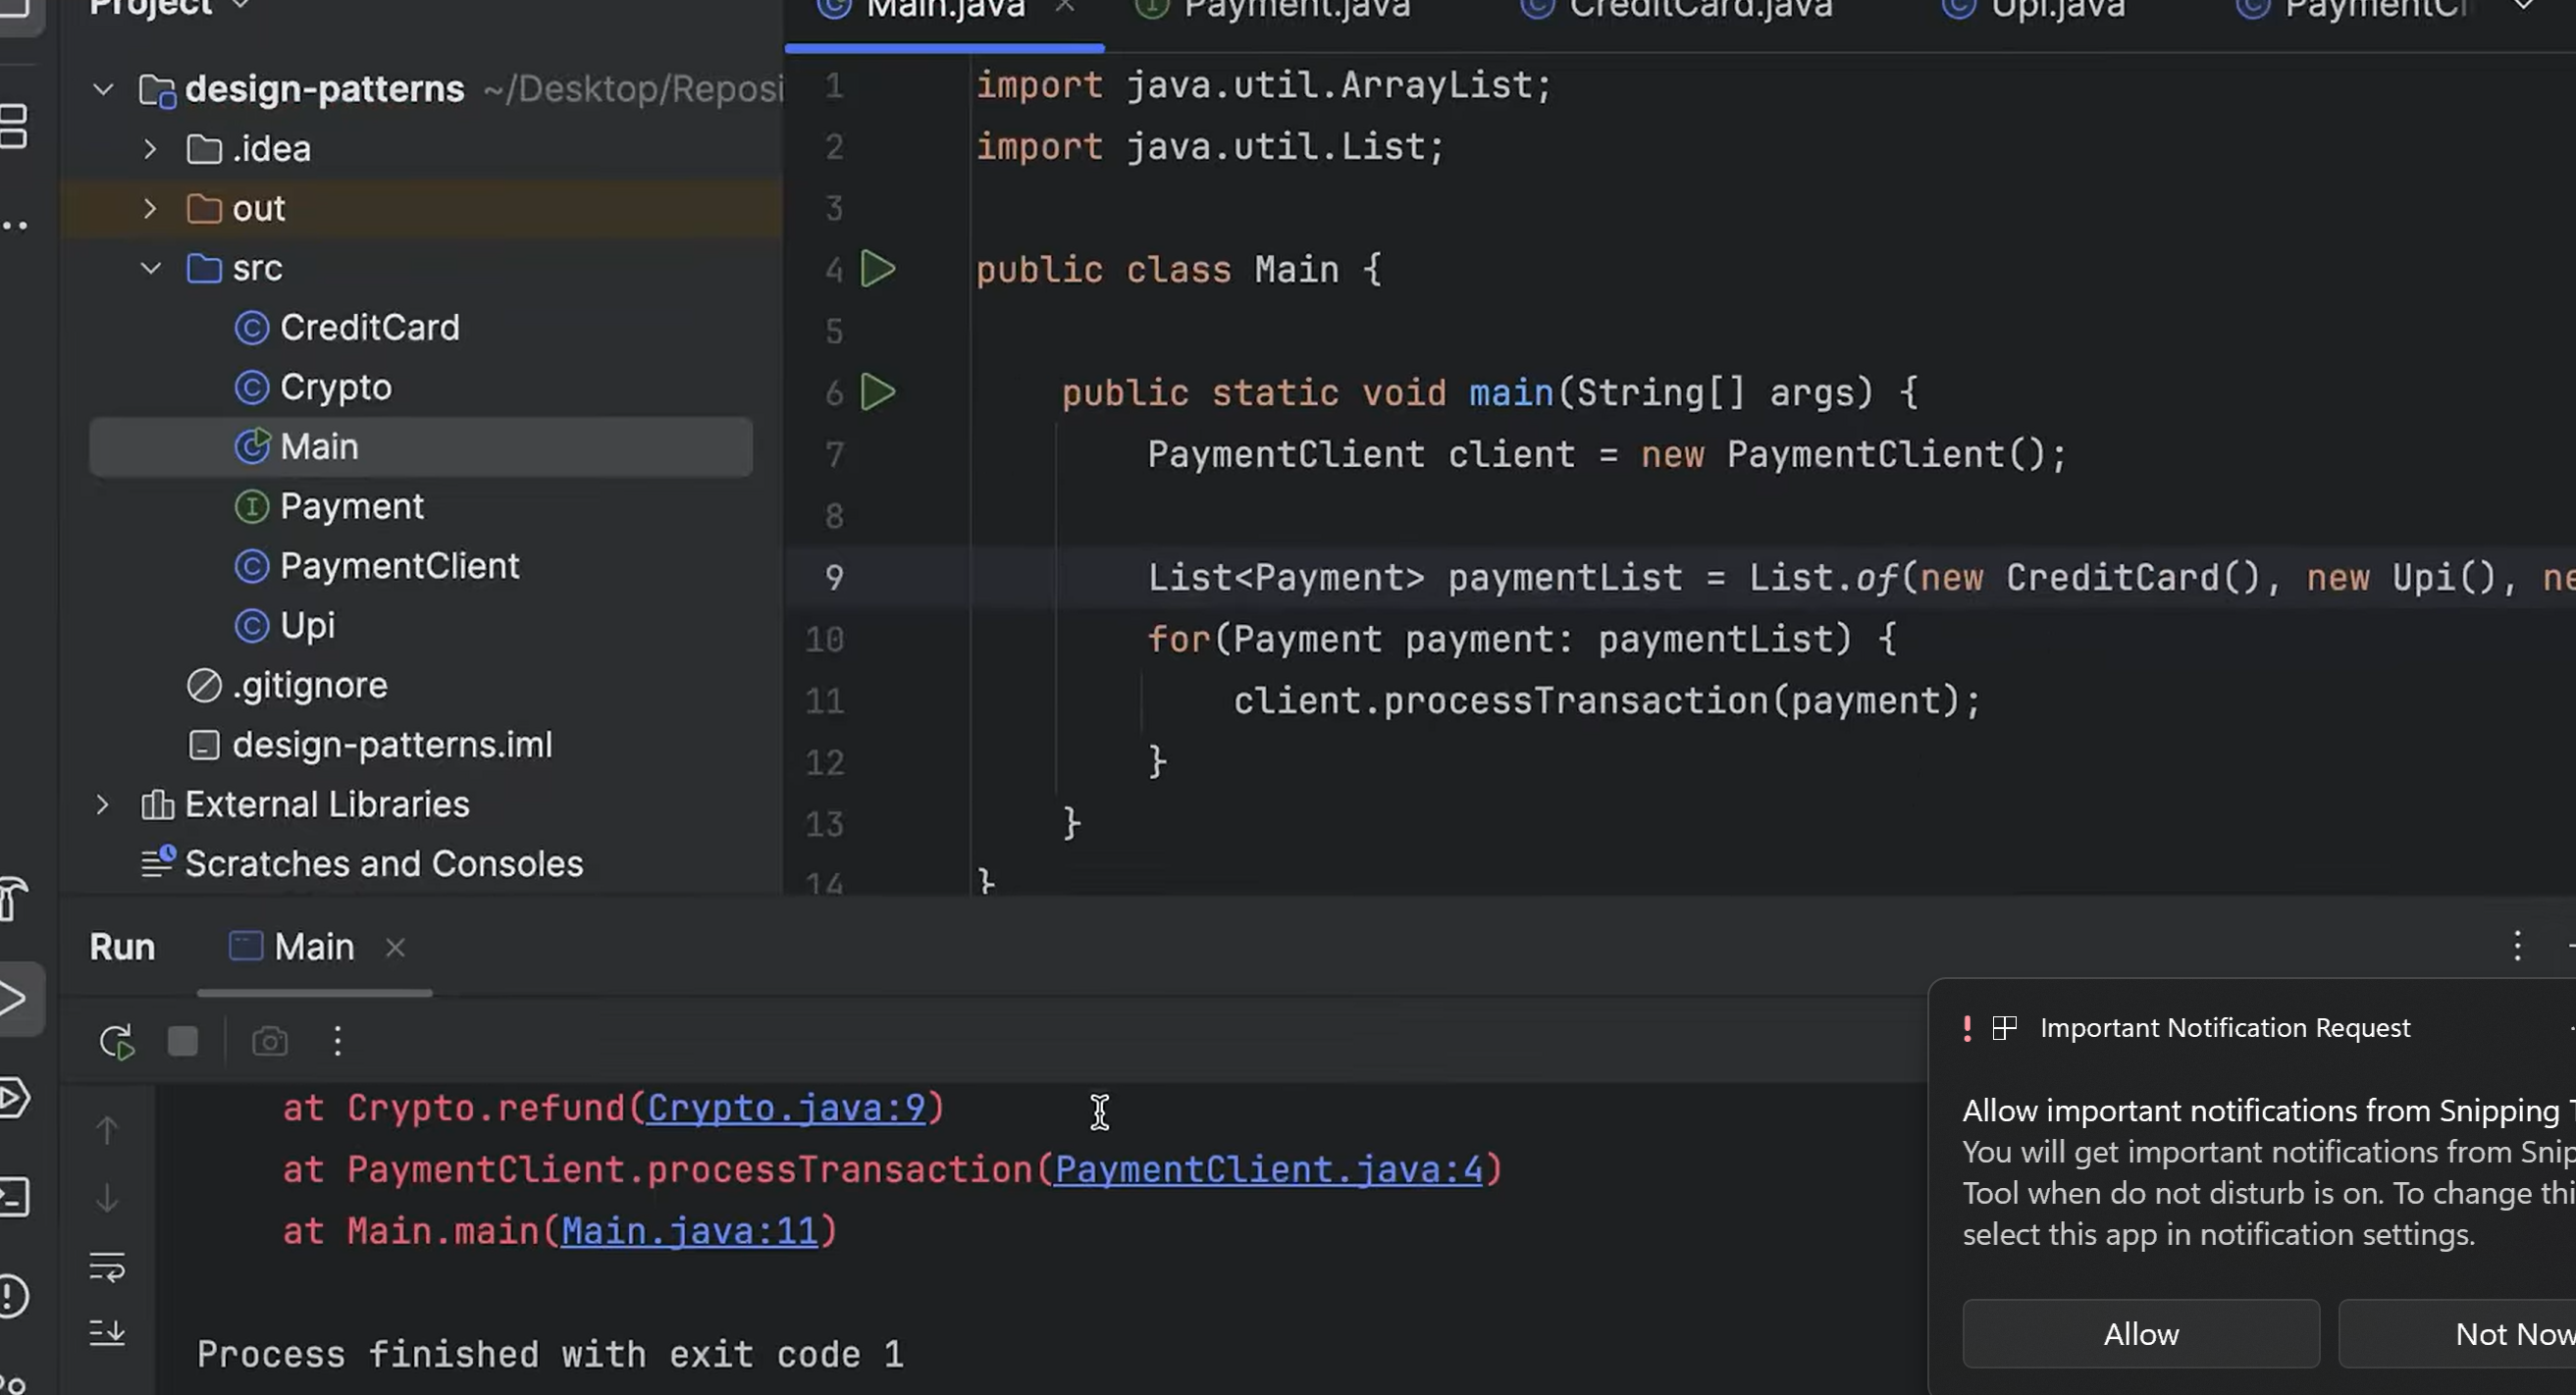 Project
Main.java
Payment.java
CreditCard.java
Upi.java
design-patterns ~/Desktop/Reposi
.idea
out
src
CreditCard
Crypto
Main
Payment
PaymentClient
Upi
.gitignore
design-patterns.iml
External Libraries
Scratches and Consoles
1 import java.util.ArrayList;
2 import java.util.List;
3
4 public class Main {
5
6 public static void main(String[] args) {
7 PaymentClient client = new PaymentClient();
8
9 List<Payment> paymentList = List.of(new CreditCard(), new Upi(), ne
10 for(Payment payment: paymentList) {
11 client.processTransaction(payment);
12 }
13 }
14 }
Run
Main
at Crypto.refund(Crypto.java:9)
at PaymentClient.processTransaction(PaymentClient.java:4)
at Main.main(Main.java:11)
Process finished with exit code 1
Important Notification Request
Allow important notifications from Snipping T
You will get important notifications from Snip
Tool when do not disturb is on. To change thi
select this app in notification settings.
Allow
Not Now